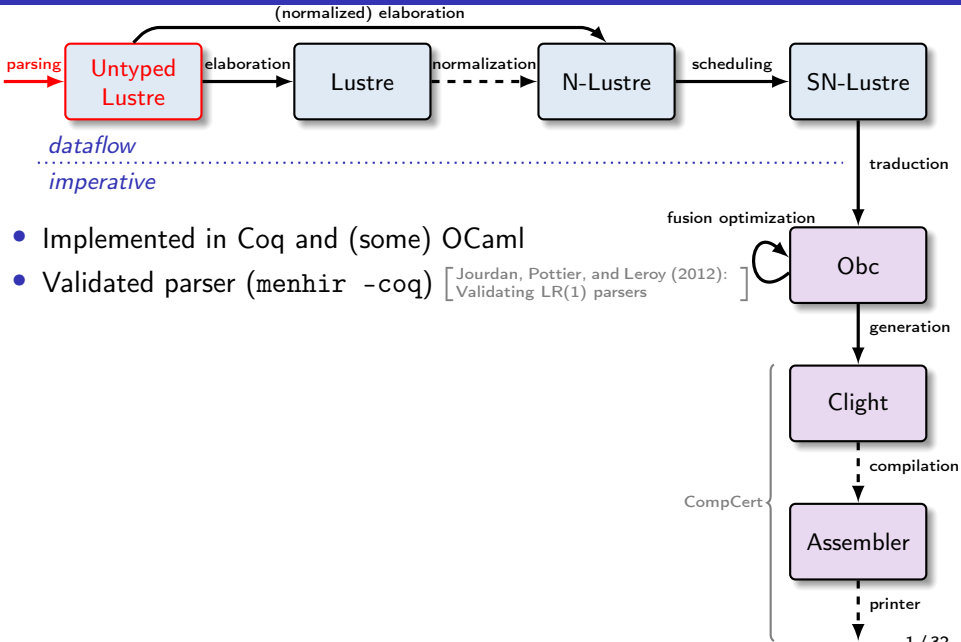 (normalized) elaboration
parsing
Untyped
Lustre
elaboration
Lustre
normalization
N-Lustre
scheduling
SN-Lustre
dataflow
imperative
traduction
• Implemented in Coq and (some) OCaml
• Validated parser (menhir -coq) [Jourdan, Pottier, and Leroy (2012):
Validating LR(1) parsers]
fusion optimization
Obc
generation
Clight
compilation
CompCert
Assembler
printer
1 / 32